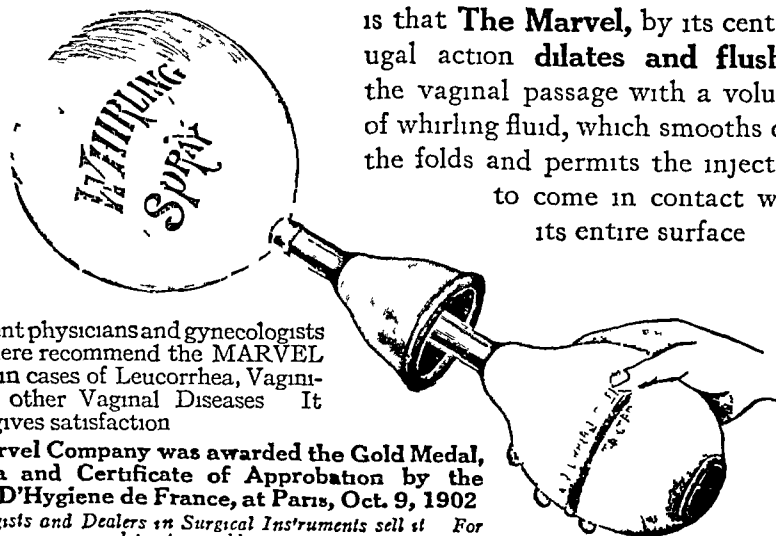 is that The Marvel, by its cent
ugal action dilates and flush
the vaginal passage with a volu
of whirling fluid, which smooths
the folds and permits the inject
to come in contact w
its entire surface
WHIRLING
SPRAY
nt physicians and gynecologists
ere recommend the MARVEL
in cases of Leucorrhea, Vagini-
other Vaginal Diseases It
gives satisfaction
rvel Company was awarded the Gold Medal,
a and Certificate of Approbation by the
D'Hygiene de France, at Paris, Oct. 9, 1902
gists and Dealers in Surgical Instruments sell it For